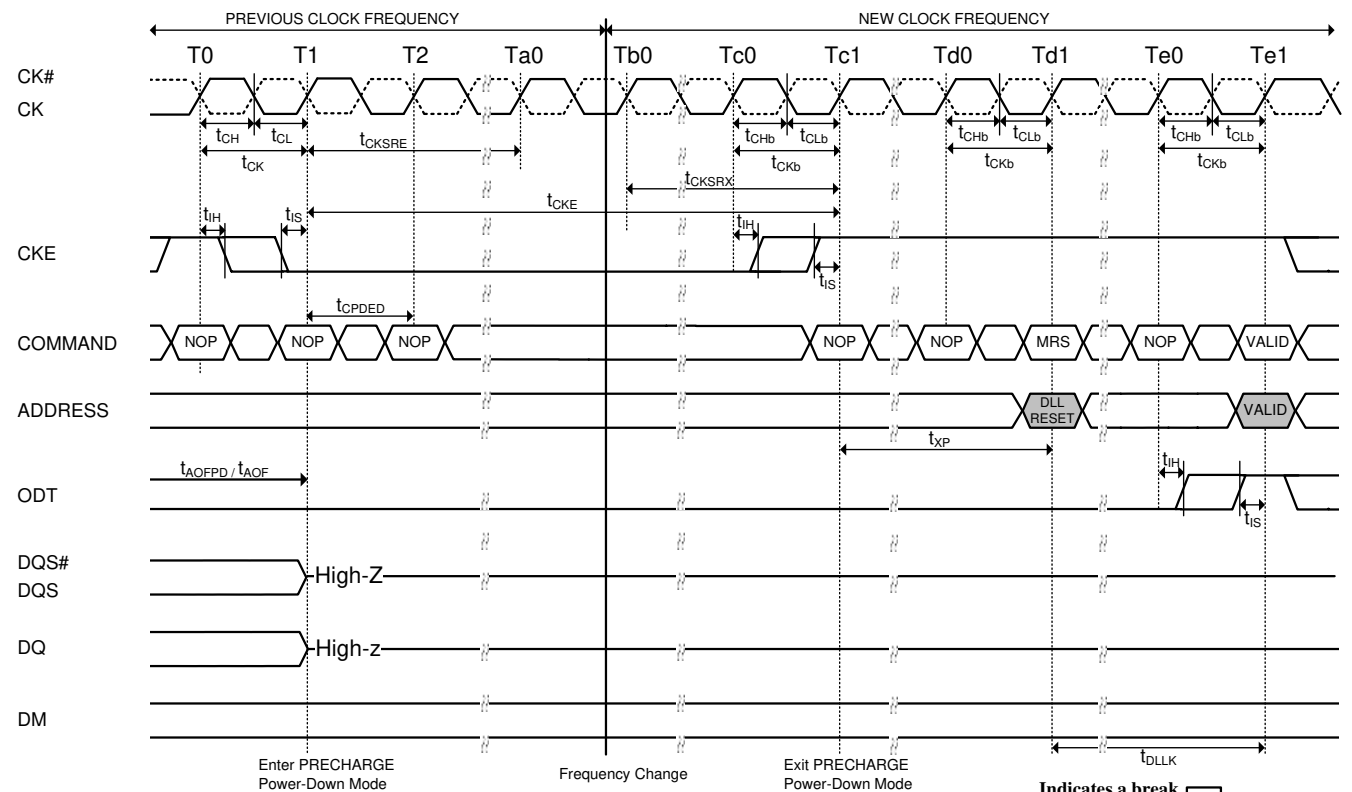 PREVIOUS CLOCK FREQUENCY NEW CLOCK FREQUENCY
T0 T1 T2 Ta0 Tb0 Tc0 Tc1 Td0 Td1 Te0 Te1
CK#
CK
tCH tCL tCHb tCLb tCHb tCLb tCHb tCLb
tCK tCKSRE tCKb tCKb tCKb
tCKSRX
tCKE
tIH tIS tIH
CKE
tIS
tCPDED
COMMAND NOP NOP NOP NOP NOP MRS NOP VALID
ADDRESS DLL RESET VALID
tXP
tAOFPD / tAOF tIH
ODT
tIS
DQS#
DQS
High-Z
DQ High-z
DM
tDLLK
Enter PRECHARGE
Power-Down Mode
Frequency Change
Exit PRECHARGE
Power-Down Mode
Indicates a break